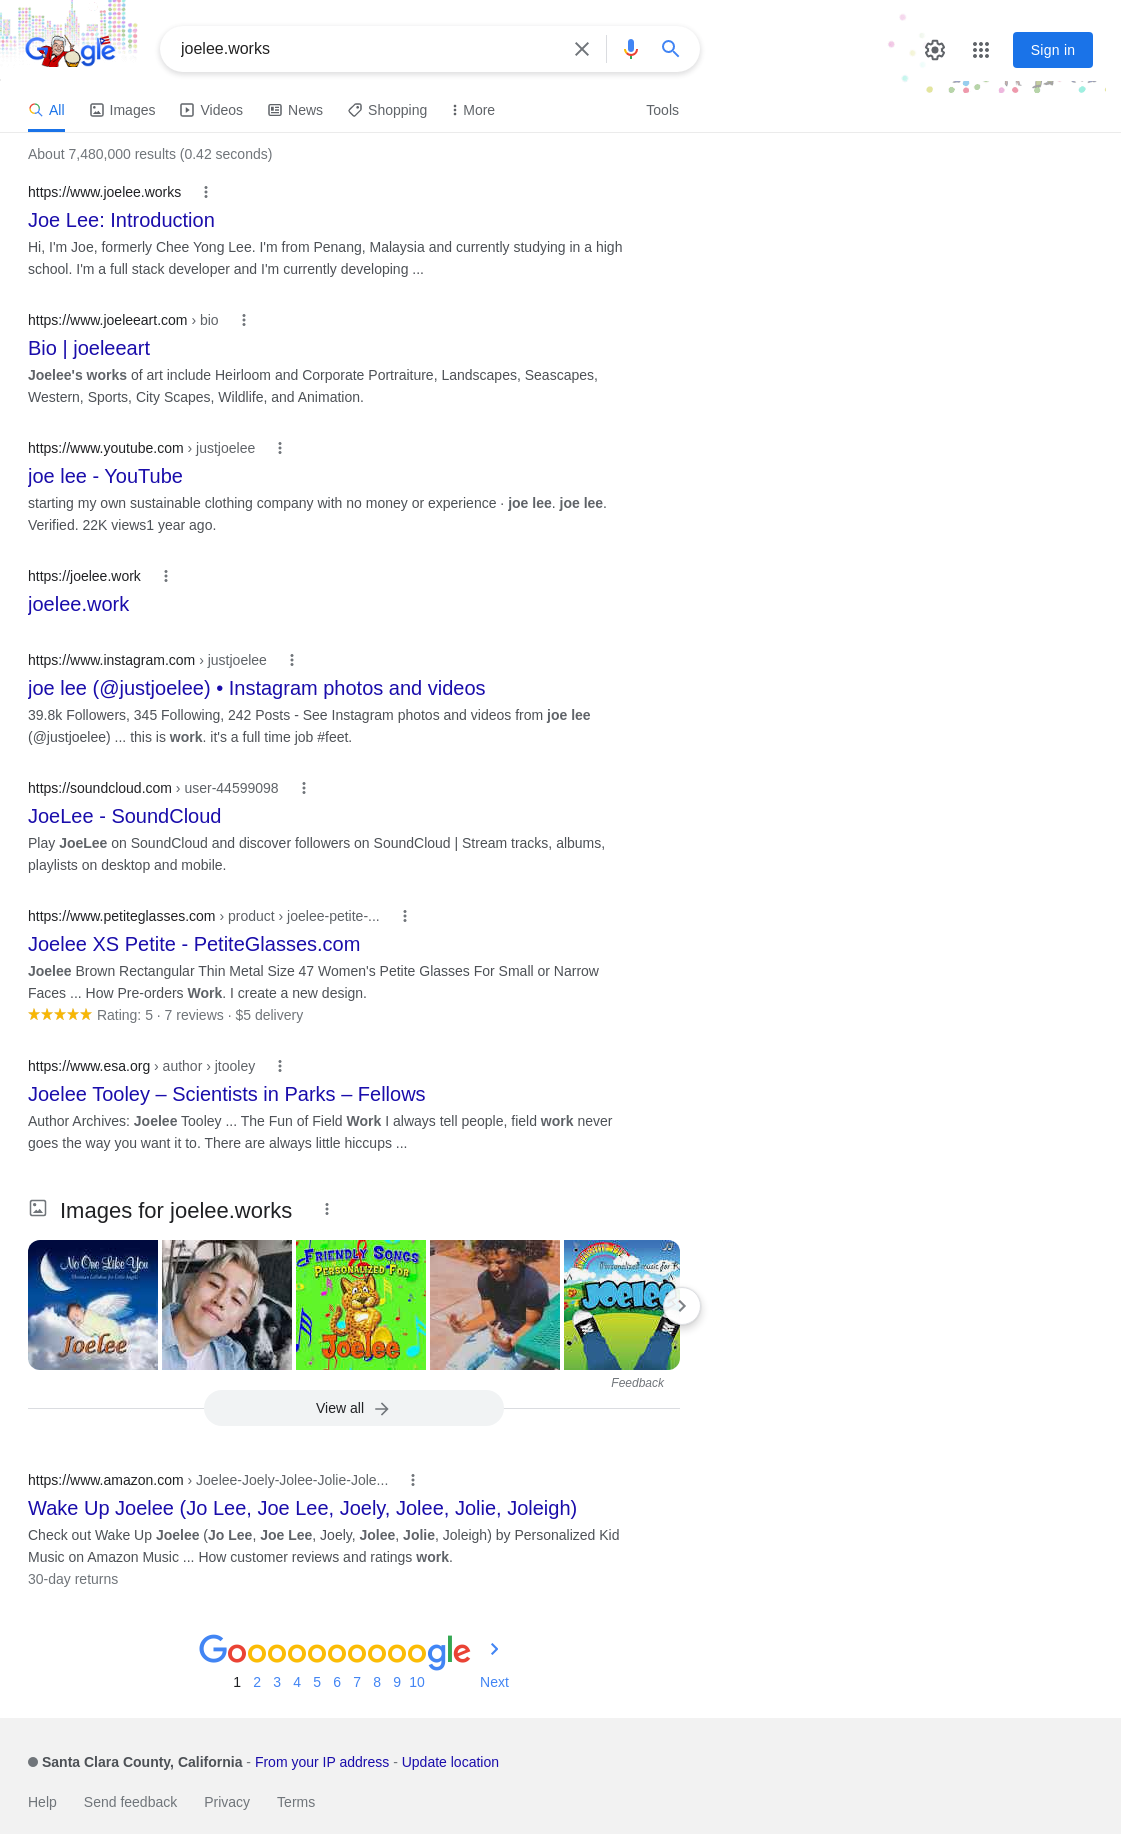 Google
joelee.works
Sign in
All
Images
Videos
News
Shopping
More
Tools
About 7,480,000 results (0.42 seconds)
https://www.joelee.works
Joe Lee: Introduction
Hi, I'm Joe, formerly Chee Yong Lee. I'm from Penang, Malaysia and currently studying in a high
school. I'm a full stack developer and I'm currently developing ...
https://www.joeleeart.com › bio
Bio | joeleeart
Joelee's works of art include Heirloom and Corporate Portraiture, Landscapes, Seascapes,
Western, Sports, City Scapes, Wildlife, and Animation.
https://www.youtube.com › justjoelee
joe lee - YouTube
starting my own sustainable clothing company with no money or experience · joe lee. joe lee.
Verified. 22K views1 year ago.
https://joelee.work
joelee.work
https://www.instagram.com › justjoelee
joe lee (@justjoelee) • Instagram photos and videos
39.8k Followers, 345 Following, 242 Posts - See Instagram photos and videos from joe lee
(@justjoelee) ... this is work. it's a full time job #feet.
https://soundcloud.com › user-44599098
JoeLee - SoundCloud
Play JoeLee on SoundCloud and discover followers on SoundCloud | Stream tracks, albums,
playlists on desktop and mobile.
https://www.petiteglasses.com › product › joelee-petite-...
Joelee XS Petite - PetiteGlasses.com
Joelee Brown Rectangular Thin Metal Size 47 Women's Petite Glasses For Small or Narrow
Faces ... How Pre-orders Work. I create a new design.
Rating: 5 · 7 reviews · $5 delivery
https://www.esa.org › author › jtooley
Joelee Tooley – Scientists in Parks – Fellows
Author Archives: Joelee Tooley ... The Fun of Field Work I always tell people, field work never
goes the way you want it to. There are always little hiccups ...
Images for joelee.works
No One Like You
Christian Lullabies for Little Angels
Joelee
FRIENDLY SONGS
PERSONALIZED FOR
Joelee
Personalized music for K
Joelee
Feedback
View all
https://www.amazon.com › Joelee-Joely-Jolee-Jolie-Jole...
Wake Up Joelee (Jo Lee, Joe Lee, Joely, Jolee, Jolie, Joleigh)
Check out Wake Up Joelee (Jo Lee, Joe Lee, Joely, Jolee, Jolie, Joleigh) by Personalized Kid
Music on Amazon Music ... How customer reviews and ratings work.
30-day returns
Goooooooooogle
1 2 3 4 5 6 7 8 9 10 Next
Santa Clara County, California - From your IP address - Update location
Help
Send feedback
Privacy
Terms